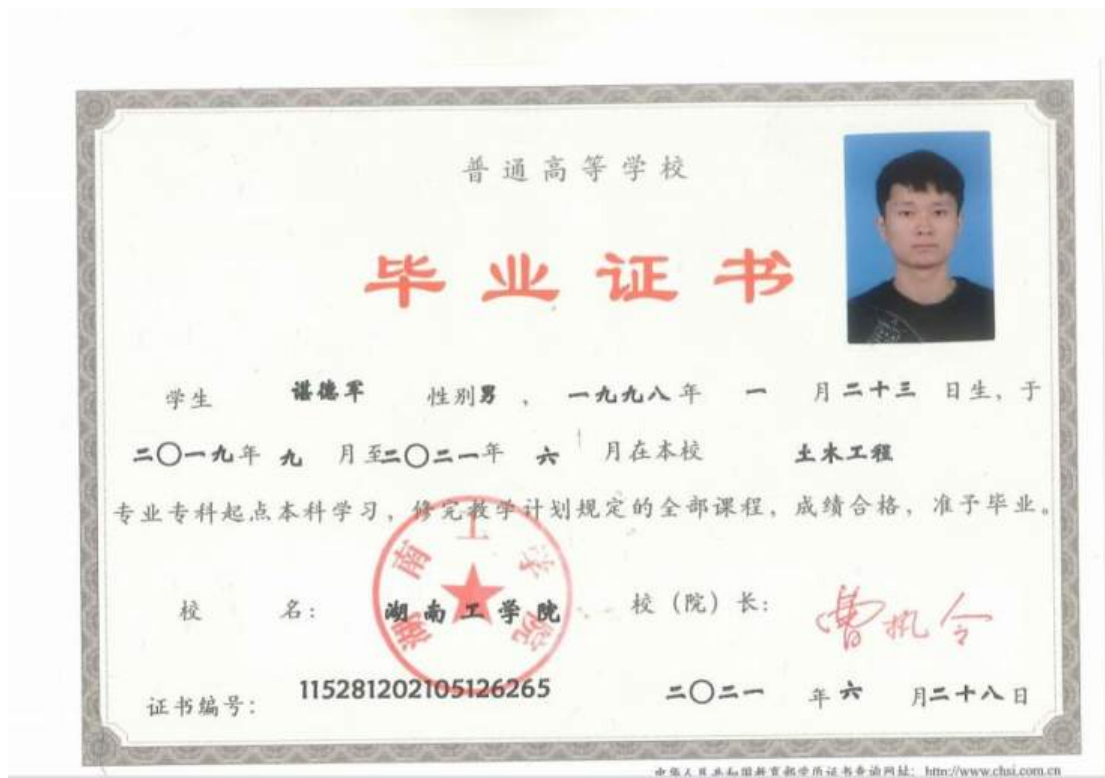 普通高等学校
毕业证书
学生 谌德军 性别男，一九九八年 一 月二十三 日生，于
二〇一九年 九 月至二〇二一年 六 月在本校 土木工程
专业专科起点本科学习，修完教学计划规定的全部课程，成绩合格，准予毕业。
湖南工学院
校 名： 湖南工学院 校（院）长：
证书编号： 115281202105126265 二〇二一 年六 月二十八日
中华人民共和国教育部学历证书查询网址：http://www.chsi.com.cn